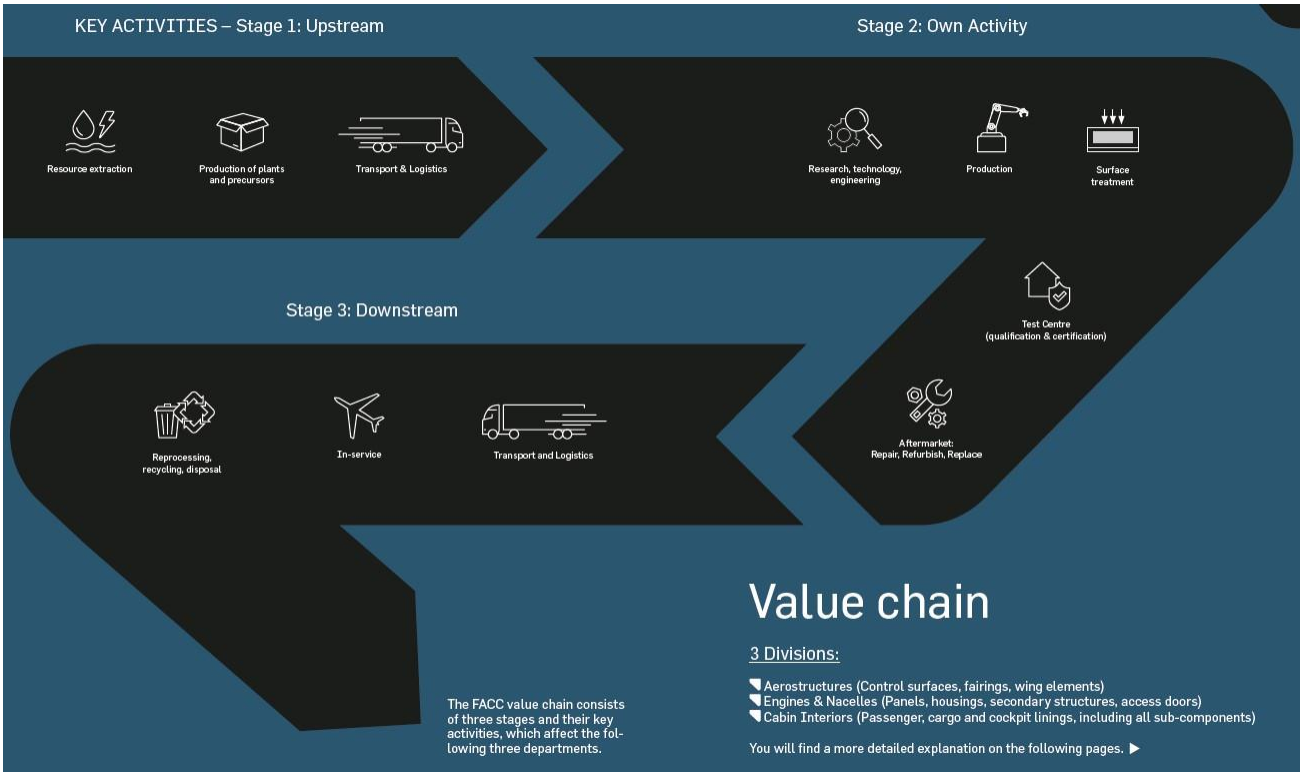 KEY ACTIVITIES – Stage 1: Upstream
Resource extraction
Production of plants
and precursors
Transport & Logistics
Stage 2: Own Activity
Research, technology,
engineering
Production
Surface
treatment
Test Centre
(qualification & certification)
Aftermarket:
Repair, Refurbish, Replace
Stage 3: Downstream
Transport and Logistics
In-service
Reprocessing,
recycling, disposal
The FACC value chain consists
of three stages and their key
activities, which affect the fol-
lowing three departments.
Value chain
3 Divisions:
Aerostructures (Control surfaces, fairings, wing elements)
Engines & Nacelles (Panels, housings, secondary structures, access doors)
Cabin Interiors (Passenger, cargo and cockpit linings, including all sub-components)
You will find a more detailed explanation on the following pages. ▶